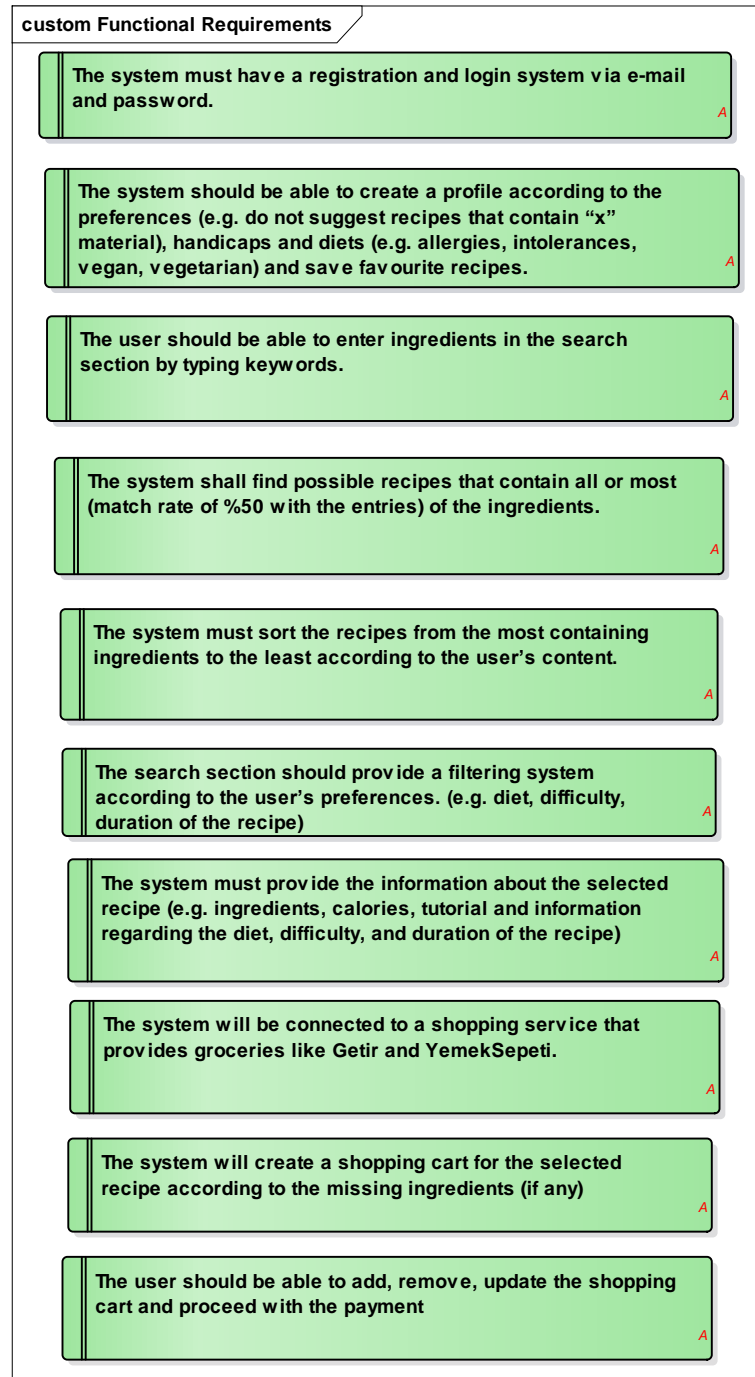 custom Functional Requirements
The system must have a registration and login system via e-mail
and password.
A
The system should be able to create a profile according to the
preferences (e.g. do not suggest recipes that contain “x”
material), handicaps and diets (e.g. allergies, intolerances,
vegan, vegetarian) and save favourite recipes.
A
The user should be able to enter ingredients in the search
section by typing keywords.
A
The system shall find possible recipes that contain all or most
(match rate of %50 with the entries) of the ingredients.
A
The system must sort the recipes from the most containing
ingredients to the least according to the user’s content.
A
The search section should provide a filtering system
according to the user’s preferences. (e.g. diet, difficulty,
duration of the recipe)
A
The system must provide the information about the selected
recipe (e.g. ingredients, calories, tutorial and information
regarding the diet, difficulty, and duration of the recipe)
A
The system will be connected to a shopping service that
provides groceries like Getir and YemekSepeti.
A
The system will create a shopping cart for the selected
recipe according to the missing ingredients (if any)
A
The user should be able to add, remove, update the shopping
cart and proceed with the payment
A